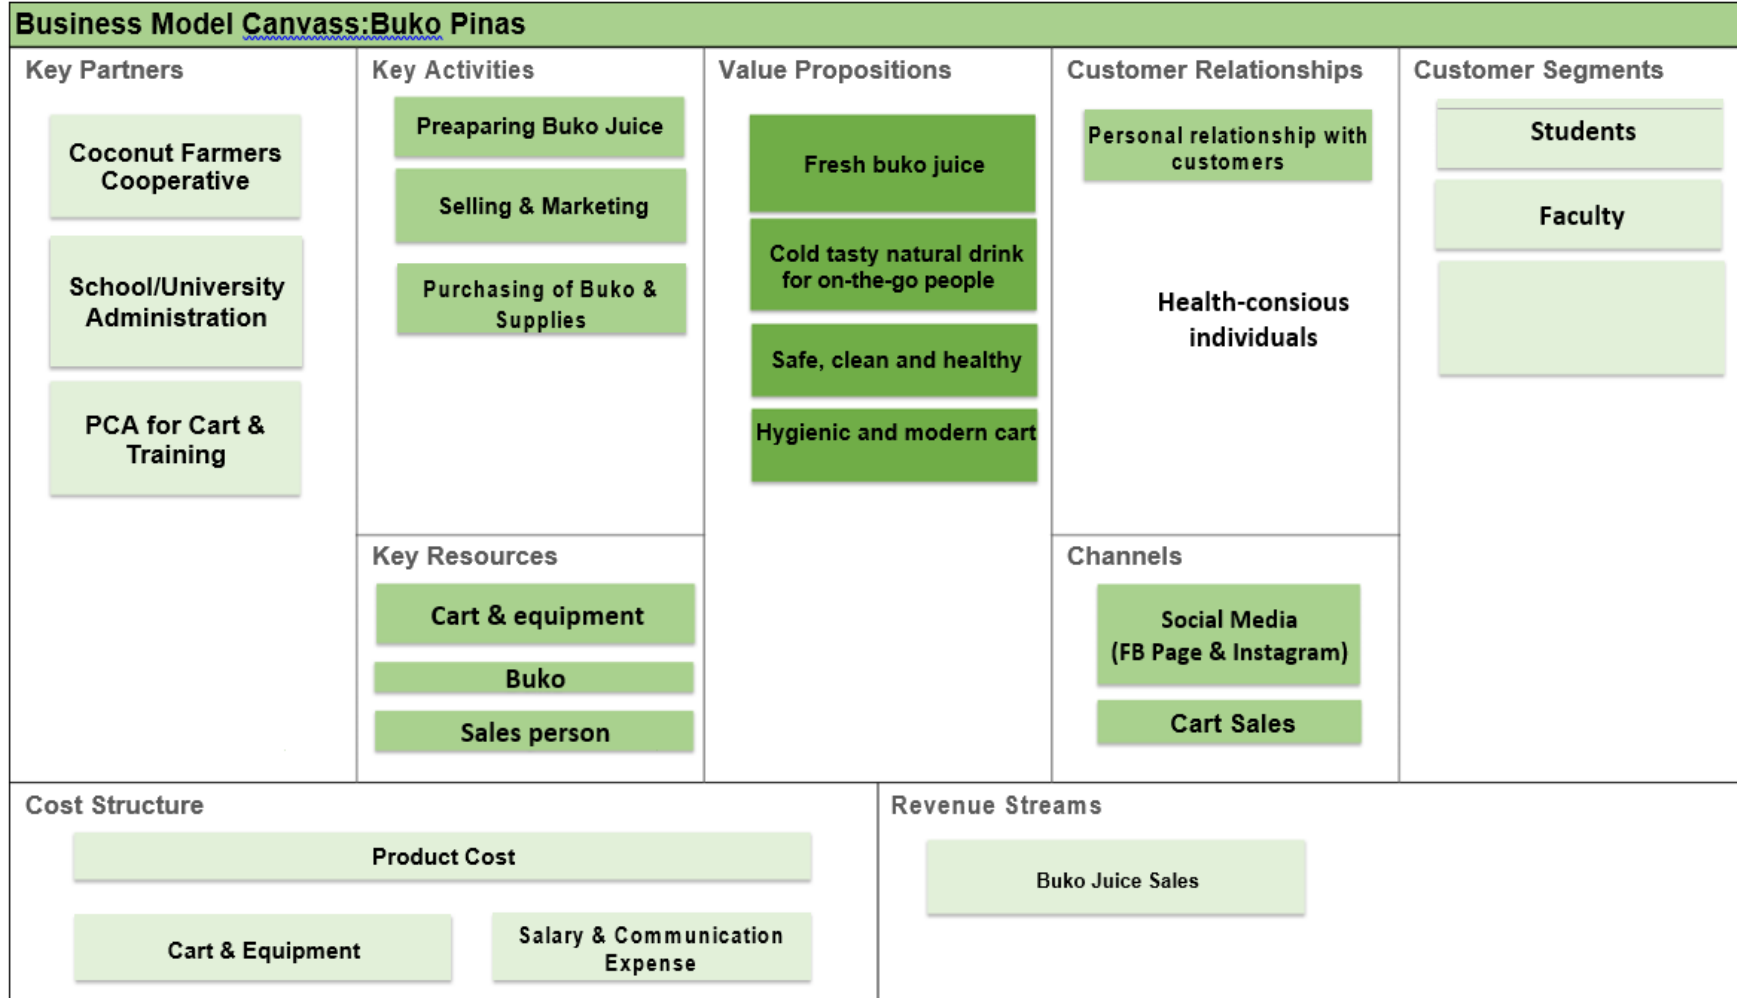 Business Model Canvass:Buko Pinas
Key Partners
Coconut Farmers
Cooperative
School/University
Administration
PCA for Cart &
Training
Key Activities
Preaparing Buko Juice
Selling & Marketing
Purchasing of Buko &
Supplies
Key Resources
Cart & equipment
Buko
Sales person
Value Propositions
Fresh buko juice
Cold tasty natural drink
for on-the-go people
Safe, clean and healthy
Hygienic and modern cart
Customer Relationships
Personal relationship with
customers
Health-consious
individuals
Channels
Social Media
(FB Page & Instagram)
Cart Sales
Customer Segments
Students
Faculty
Cost Structure
Product Cost
Cart & Equipment
Salary & Communication
Expense
Revenue Streams
Buko Juice Sales